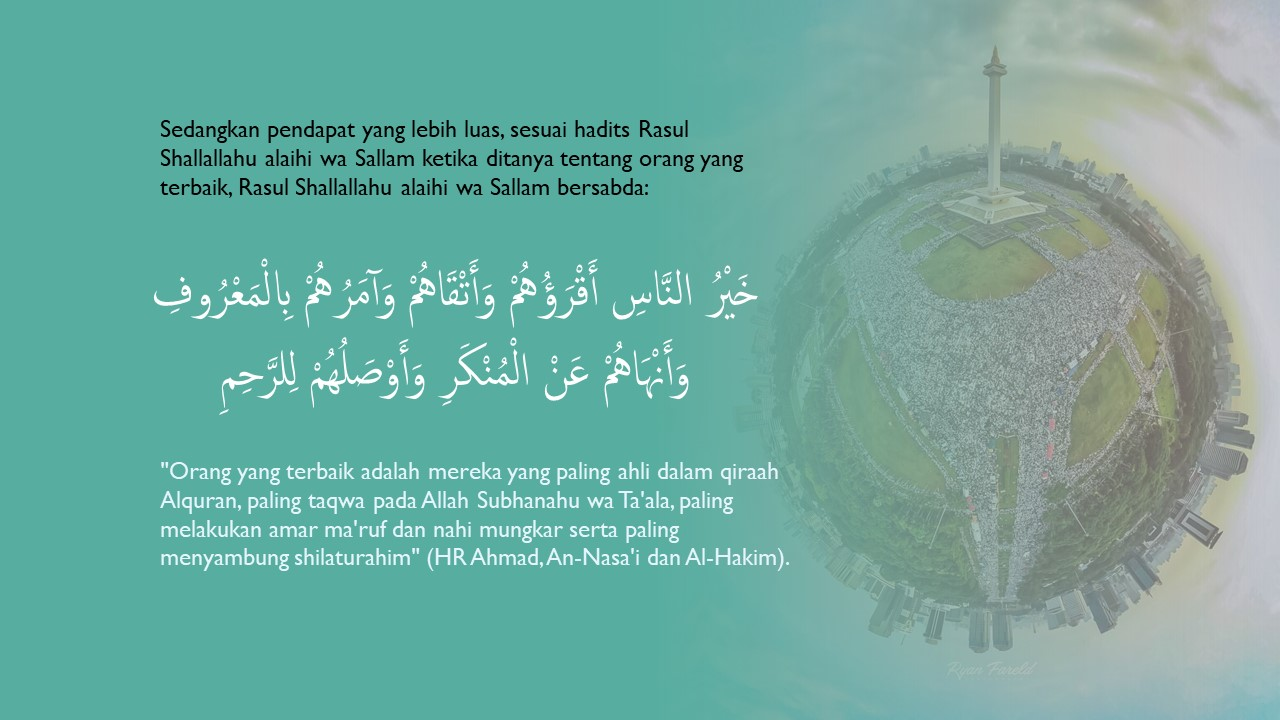 Sedangkan pendapat yang lebih luas, sesuai hadits Rasul
Shallallahu alaihi wa Sallam ketika ditanya tentang orang yang
terbaik, Rasul Shallallahu alaihi wa Sallam bersabda:
خَيْرُ النَّاسِ أَقْرَؤُهُمْ وَأَتْقَاهُمْ وَآمَرُهُمْ بِالْمَعْرُوفِ
وَأَنْهَاهُمْ عَنْ الْمُنْكَرِ وَأَوْصَلُهُمْ لِلرَّحِمِ
"Orang yang terbaik adalah mereka yang paling ahli dalam qiraah
Alquran, paling taqwa pada Allah Subhanahu wa Ta'ala, paling
melakukan amar ma'ruf dan nahi mungkar serta paling
menyambung shilaturahim" (HR Ahmad, An-Nasa'i dan Al-Hakim).
Ryan Farelid